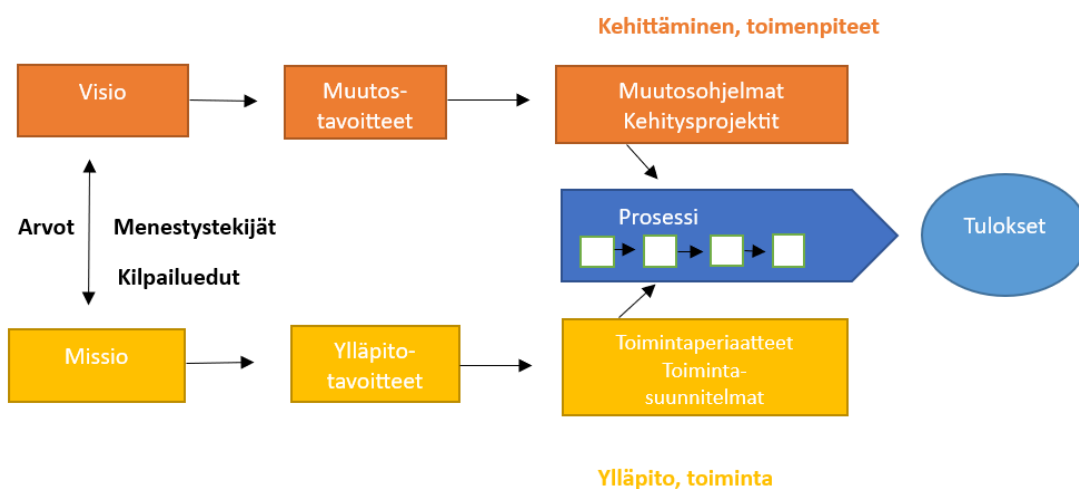 Kehittäminen, toimenpiteet
Visio
Muutos-
tavoitteet
Muutosohjelmat
Kehitysprojektit
Arvot
Menestystekijät
Kilpailuedut
Prosessi
Tulokset
Missio
Ylläpito-
tavoitteet
Toimintaperiaatteet
Toiminta-
suunnitelmat
Ylläpito, toiminta